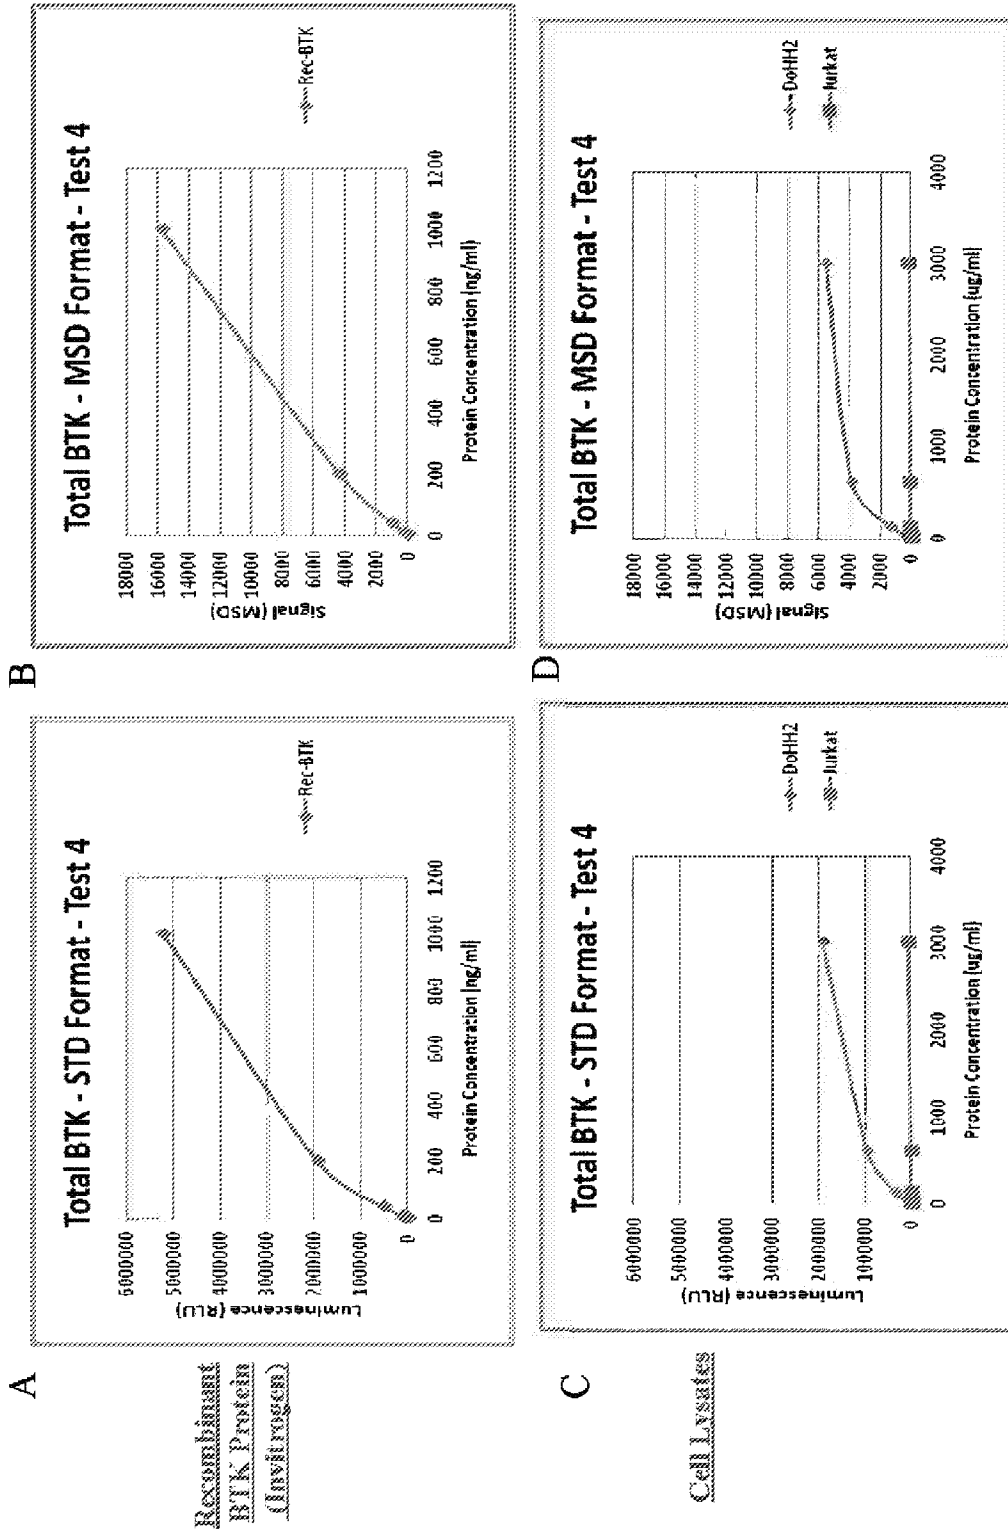 A
Recombinant
BTK Protein
(Invitrogen)
Total BTK - STD Format - Test 4
Luminescence (RLU)
6000000
5000000
4000000
3000000
2000000
1000000
0
0 200 400 600 800 1000 1200
Protein Concentration [ng/ml]
Rec-BTK
B
Total BTK - MSD Format - Test 4
Signal (MSD)
18000
16000
14000
12000
10000
8000
6000
4000
2000
0
0 200 400 600 800 1000 1200
Protein Concentration [ng/ml]
Rec-BTK
C
Cell Lysates
Total BTK - STD Format - Test 4
Luminescence (RLU)
6000000
5000000
4000000
3000000
2000000
1000000
0
0 1000 2000 3000 4000
Protein Concentration [ug/ml]
DoHH2
Jurkat
D
Total BTK - MSD Format - Test 4
Signal (MSD)
18000
16000
14000
12000
10000
8000
6000
4000
2000
0
0 1000 2000 3000 4000
Protein Concentration [ug/ml]
DoHH2
Jurkat